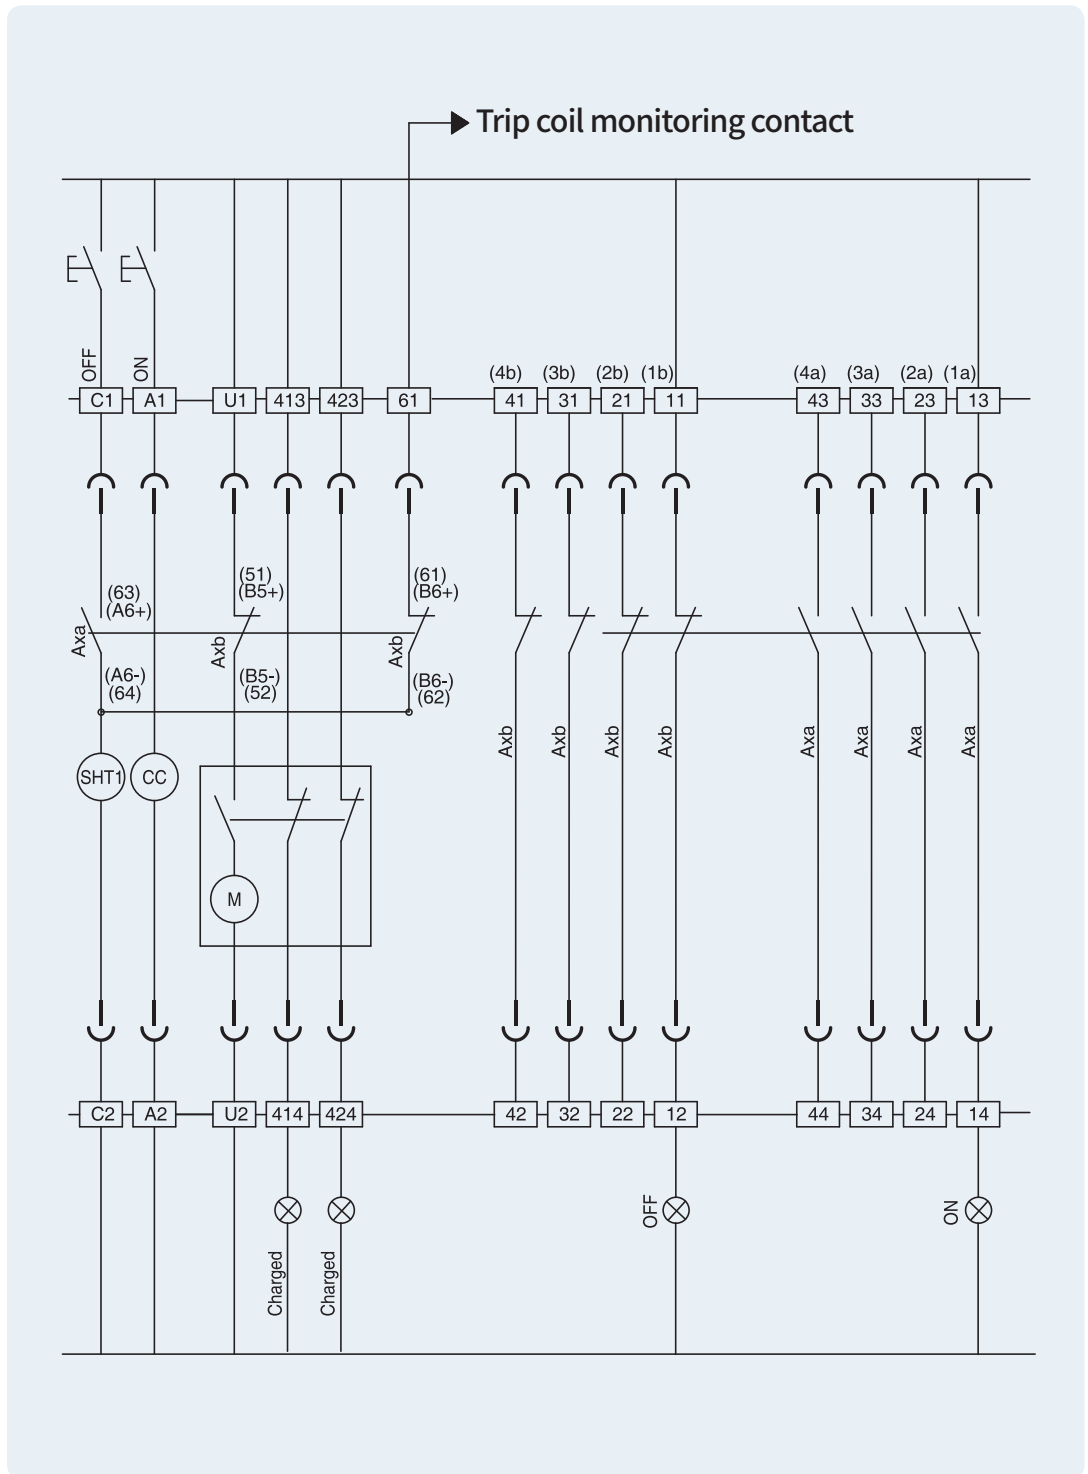 Trip coil monitoring contact
OFF
ON
(4b) (3b) (2b) (1b)
(4a) (3a) (2a) (1a)
C1 A1 U1 413 423 61 41 31 21 11 43 33 23 13
(63)
(A6+)
(51)
(B5+)
(61)
(B6+)
Axa
Axb
Axb
(A6-)
(64)
(B5-)
(52)
(B6-)
(62)
Axb Axb Axb Axb Axa Axa Axa Axa
SHT1 CC
M
C2 A2 U2 414 424 42 32 22 12 44 34 24 14
OFF
ON
Charged
Charged